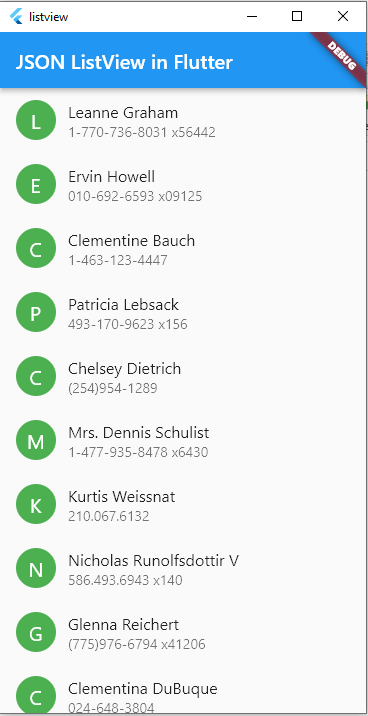 listview
JSON ListView in Flutter
DEBUG
L
Leanne Graham
1-770-736-8031 x56442
E
Ervin Howell
010-692-6593 x09125
C
Clementine Bauch
1-463-123-4447
P
Patricia Lebsack
493-170-9623 x156
C
Chelsey Dietrich
(254)954-1289
M
Mrs. Dennis Schulist
1-477-935-8478 x6430
K
Kurtis Weissnat
210.067.6132
N
Nicholas Runolfsdottir V
586.493.6943 x140
G
Glenna Reichert
(775)976-6794 x41206
C
Clementina DuBuque
024-648-3804